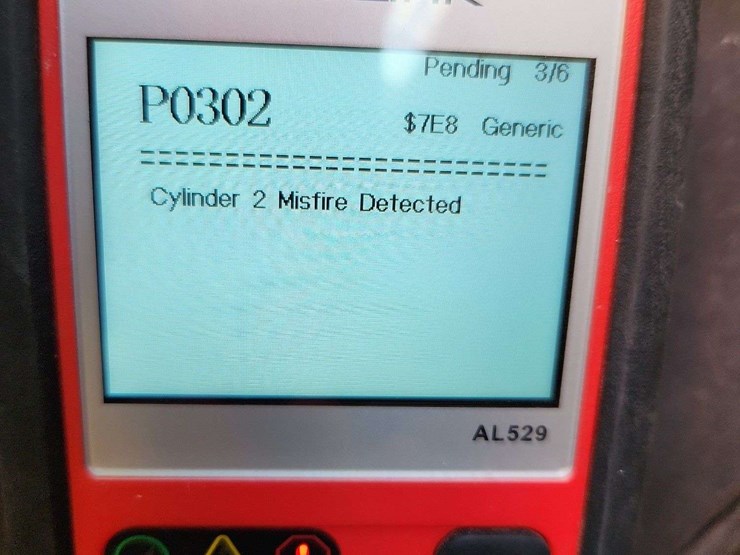 Pending 3/6
P0302
$7E8 Generic
==============================
Cylinder 2 Misfire Detected
AL529